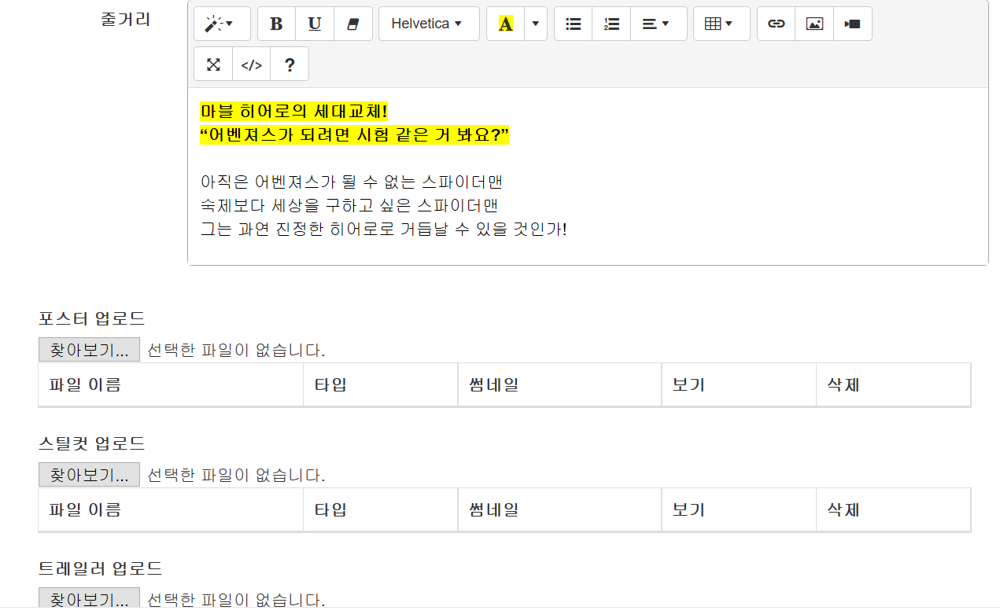 줄거리
B U Helvetica A
</> ?
마블 히어로의 세대교체!
“어벤져스가 되려면 시험 같은 거 봐요?”
아직은 어벤져스가 될 수 없는 스파이더맨
숙제보다 세상을 구하고 싶은 스파이더맨
그는 과연 진정한 히어로로 거듭날 수 있을 것인가!
포스터 업로드
찾아보기... 선택한 파일이 없습니다.
파일 이름 타입 썸네일 보기 삭제
스틸컷 업로드
찾아보기... 선택한 파일이 없습니다.
파일 이름 타입 썸네일 보기 삭제
트레일러 업로드
찾아보기... 선택한 파일이 없습니다.